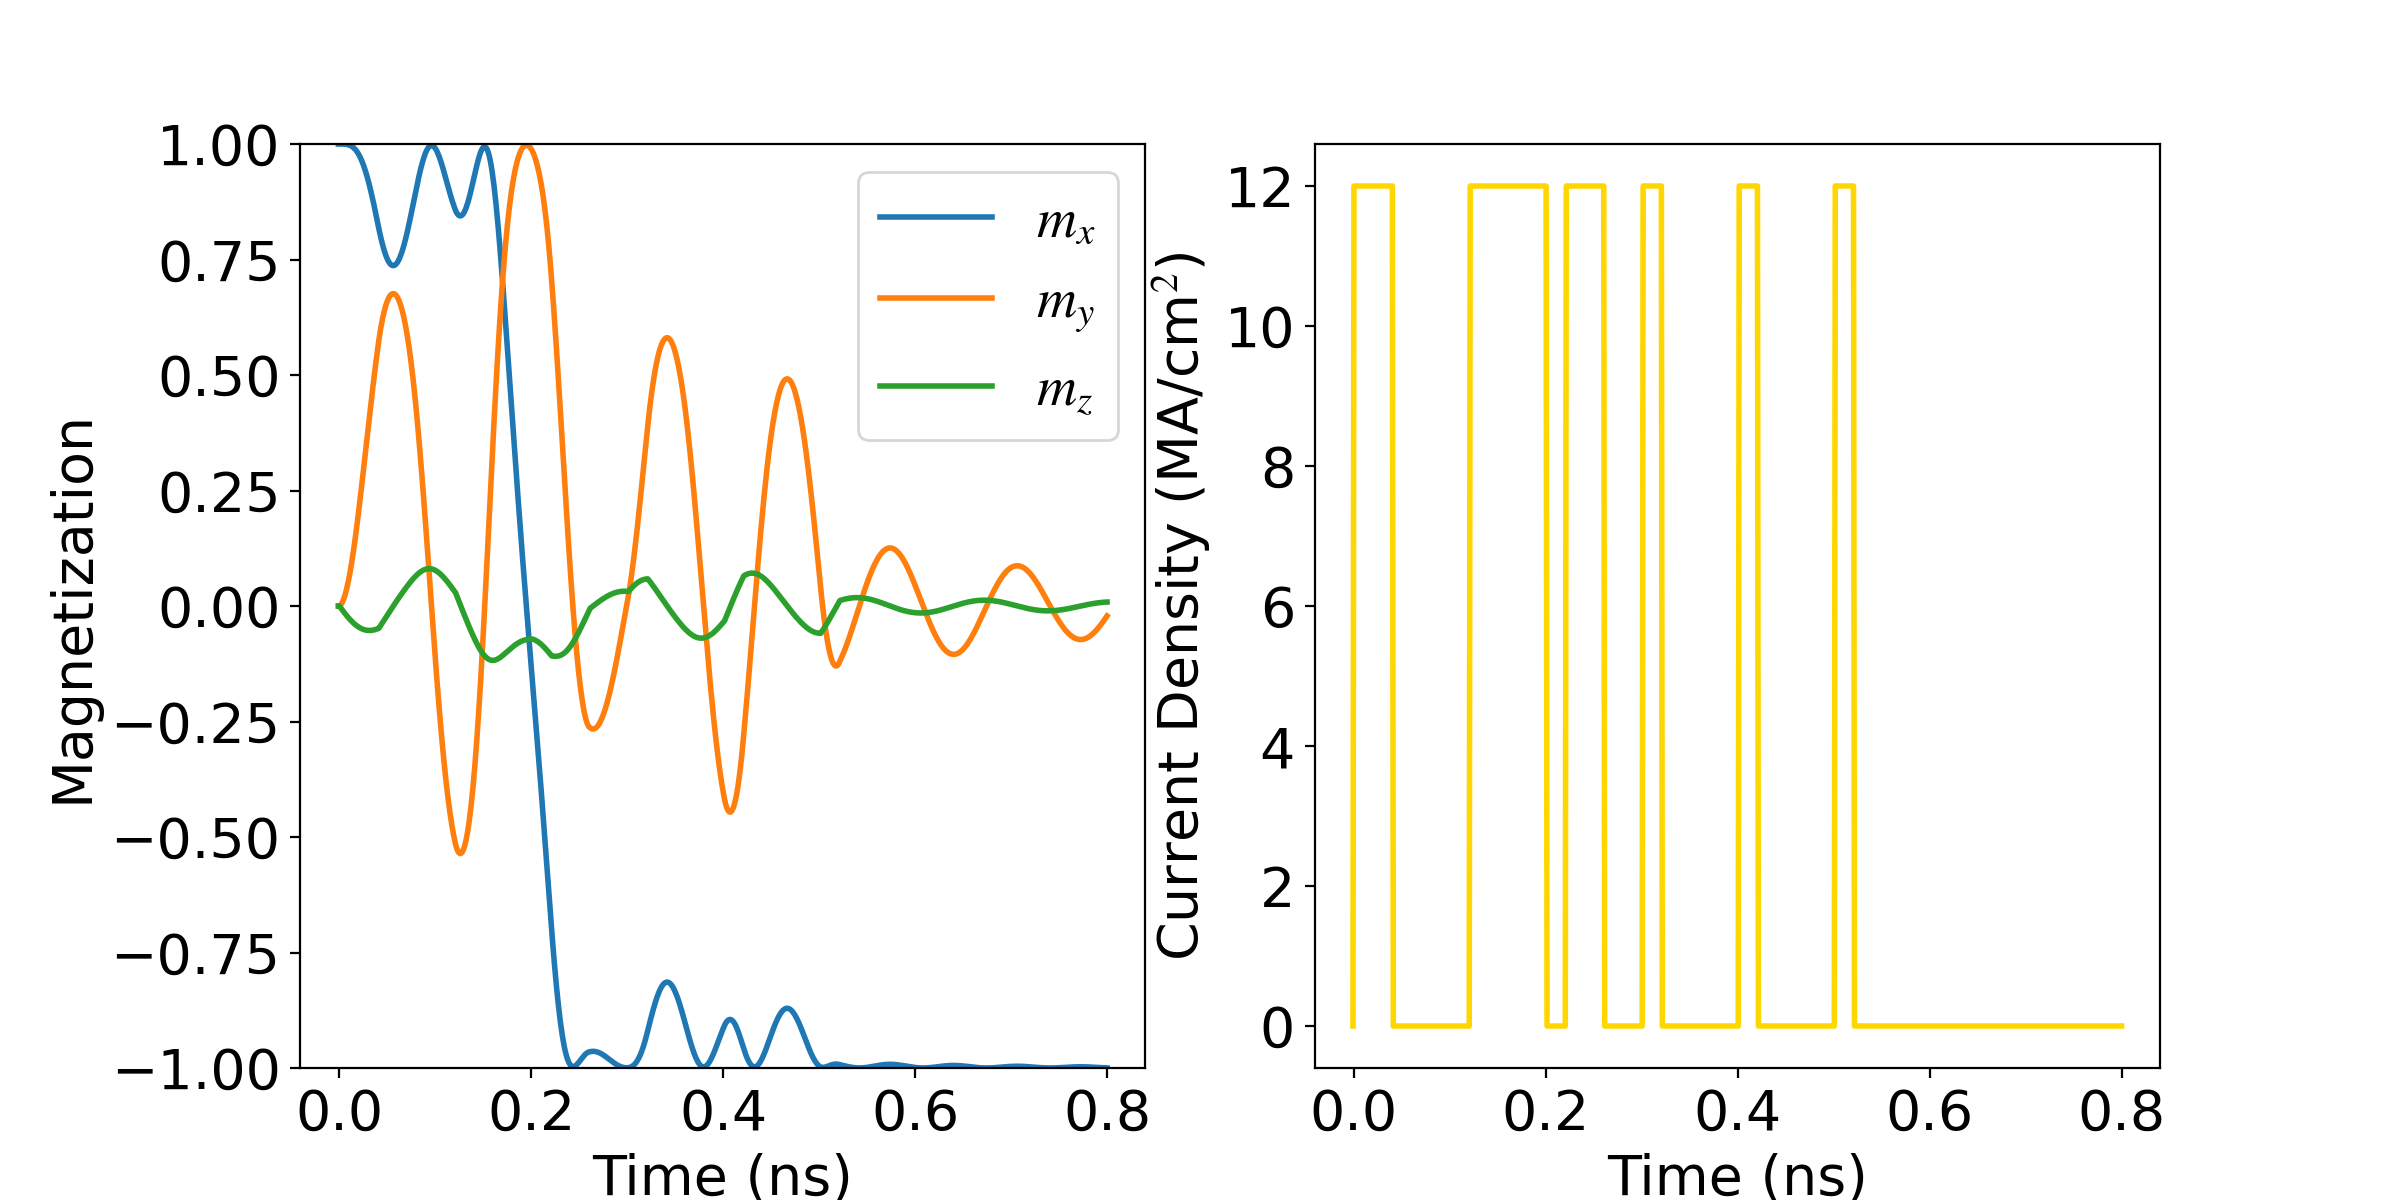 1.00
0.75
0.50
0.25
0.00
−0.25
−0.50
−0.75
−1.00
Magnetization
0.0 0.2 0.4 0.6 0.8
Time (ns)
m_x
m_y
m_z
12
10
8
6
4
2
0
Current Density (MA/cm²)
0.0 0.2 0.4 0.6 0.8
Time (ns)